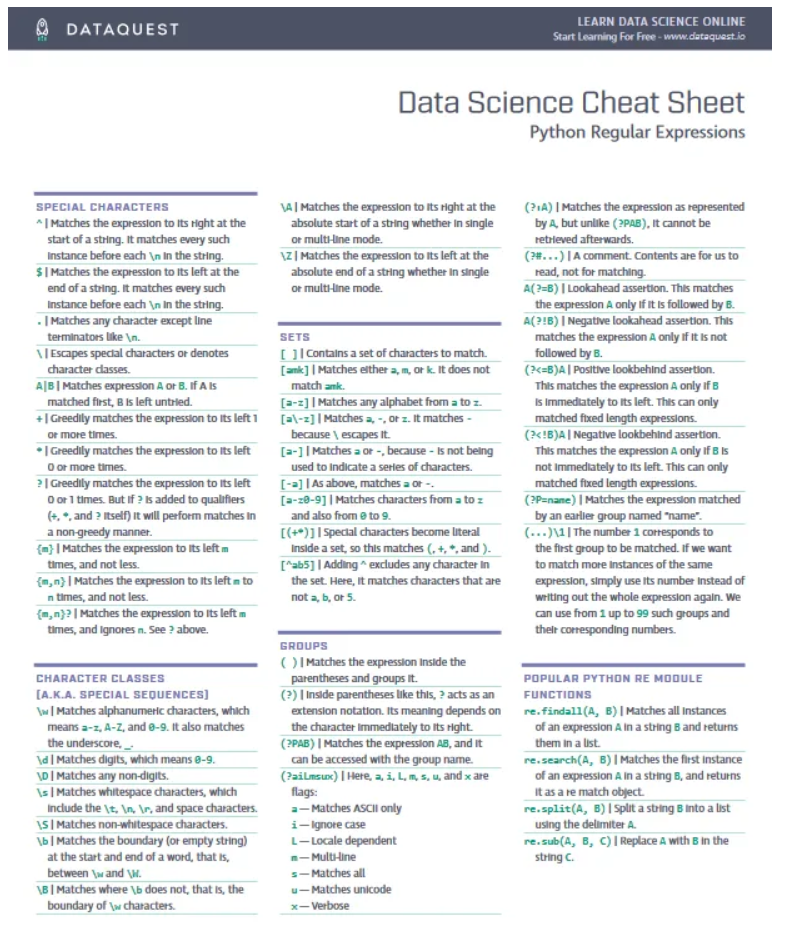 DATAQUEST
LEARN DATA SCIENCE ONLINE
Start Learning For Free - www.dataquest.io
Data Science Cheat Sheet
Python Regular Expressions
SPECIAL CHARACTERS
^ | Matches the expression to its right at the
start of a string. It matches every such
instance before each \n in the string.
$ | Matches the expression to its left at the
end of a string. It matches every such
instance before each \n in the string.
. | Matches any character except line
terminators like \n.
\ | Escapes special characters or denotes
character classes.
A|B | Matches expression A or B. If A is
matched first, B is left untried.
+ | Greedily matches the expression to its left 1
or more times.
* | Greedily matches the expression to its left
0 or more times.
? | Greedily matches the expression to its left
0 or 1 times. But if ? is added to qualifiers
(+, *, and ? itself) it will perform matches in
a non-greedy manner.
{m} | Matches the expression to its left m
times, and not less.
{m,n} | Matches the expression to its left m to
n times, and not less.
{m,n}? | Matches the expression to its left m
times, and ignores n. See ? above.
CHARACTER CLASSES
(A.K.A. SPECIAL SEQUENCES)
\w | Matches alphanumeric characters, which
means a-z, A-Z, and 0-9. It also matches
the underscore, _.
\d | Matches digits, which means 0-9.
\D | Matches any non-digits.
\s | Matches whitespace characters, which
include the \t, \n, \r, and space characters.
\S | Matches non-whitespace characters.
\b | Matches the boundary (or empty string)
at the start and end of a word, that is,
between \w and \W.
\B | Matches where \b does not, that is, the
boundary of \w characters.
\A | Matches the expression to its right at the
absolute start of a string whether in single
or multi-line mode.
\Z | Matches the expression to its left at the
absolute end of a string whether in single
or multi-line mode.
SETS
[ ] | Contains a set of characters to match.
[amk] | Matches either a, m, or k. It does not
match amk.
[a-z] | Matches any alphabet from a to z.
[a\-z] | Matches a, -, or z. It matches -
because \ escapes it.
[a-] | Matches a or -, because - is not being
used to indicate a series of characters.
[-a] | As above, matches a or -.
[a-z0-9] | Matches characters from a to z
and also from 0 to 9.
[(+*)] | Special characters become literal
inside a set, so this matches (, +, *, and ).
[^ab5] | Adding ^ excludes any character in
the set. Here, it matches characters that are
not a, b, or 5.
GROUPS
( ) | Matches the expression inside the
parentheses and groups it.
(?) | Inside parentheses like this, ? acts as an
extension notation. Its meaning depends on
the character immediately to its right.
(?PAB) | Matches the expression AB, and it
can be accessed with the group name.
(?aiLmsux) | Here, a, i, L, m, s, u, and x are
flags:
a — Matches ASCII only
i — Ignore case
L — Locale dependent
m — Multi-line
s — Matches all
u — Matches unicode
x — Verbose
(?:A) | Matches the expression as represented
by A, but unlike (?PAB), it cannot be
retrieved afterwards.
(?#...) | A comment. Contents are for us to
read, not for matching.
A(?=B) | Lookahead assertion. This matches
the expression A only if it is followed by B.
A(?!B) | Negative lookahead assertion. This
matches the expression A only if it is not
followed by B.
(?<=B)A | Positive lookbehind assertion.
This matches the expression A only if B
is immediately to its left. This can only
matched fixed length expressions.
(?<!B)A | Negative lookbehind assertion.
This matches the expression A only if B is
not immediately to its left. This can only
matched fixed length expressions.
(?P=name) | Matches the expression matched
by an earlier group named "name".
(...)\1 | The number 1 corresponds to
the first group to be matched. If we want
to match more instances of the same
expression, simply use its number instead of
writing out the whole expression again. We
can use from 1 up to 99 such groups and
their corresponding numbers.
POPULAR PYTHON RE MODULE
FUNCTIONS
re.findall(A, B) | Matches all instances
of an expression A in a string B and returns
them in a list.
re.search(A, B) | Matches the first instance
of an expression A in a string B, and returns
it as a re match object.
re.split(A, B) | Split a string B into a list
using the delimiter A.
re.sub(A, B, C) | Replace A with B in the
string C.